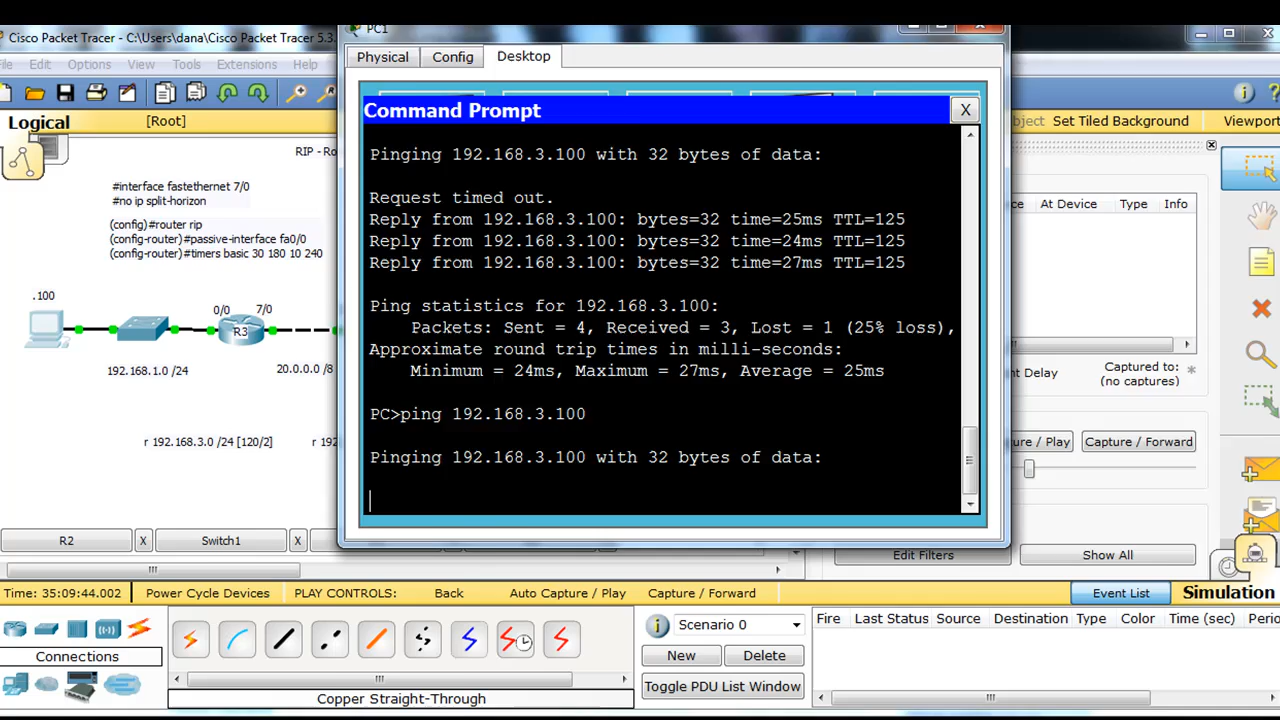 Cisco Packet Tracer - C:\Users\dana\Cisco Packet Tracer 5.3.
PC1
File Edit Options View Tools Extensions Help
Physical Config Desktop
Logical
[Root]
Set Tiled Background
Viewport
Command Prompt
X
RIP - Ro
#interface fastethernet 7/0
#no ip split-horizon
(config)#router rip
(config-router)#passive-interface fa0/0
(config-router)#timers basic 30 180 10 240
.100
0/0
7/0
R3
192.168.1.0 /24
20.0.0.0 /8
r 192.168.3.0 /24 [120/2]
r 192
Pinging 192.168.3.100 with 32 bytes of data:
Request timed out.
Reply from 192.168.3.100: bytes=32 time=25ms TTL=125
Reply from 192.168.3.100: bytes=32 time=24ms TTL=125
Reply from 192.168.3.100: bytes=32 time=27ms TTL=125
Ping statistics for 192.168.3.100:
Packets: Sent = 4, Received = 3, Lost = 1 (25% loss),
Approximate round trip times in milli-seconds:
Minimum = 24ms, Maximum = 27ms, Average = 25ms
PC>ping 192.168.3.100
Pinging 192.168.3.100 with 32 bytes of data:
At Device Type Info
nt Delay
Captured to:
(no captures)
*
ure / Play
Capture / Forward
R2 X Switch1 X
Edit Filters
Show All
Time: 35:09:44.002 Power Cycle Devices PLAY CONTROLS: Back Auto Capture / Play Capture / Forward
Event List
Simulation
Connections
Copper Straight-Through
Scenario 0
New
Delete
Toggle PDU List Window
Fire Last Status Source Destination Type Color Time (sec) Perio